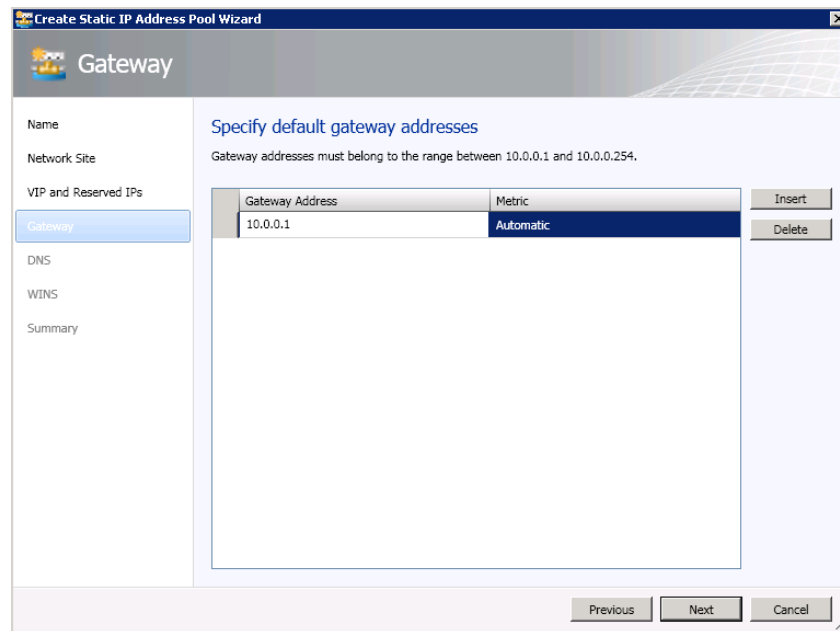 Create Static IP Address Pool Wizard
Gateway
Name
Network Site
VIP and Reserved IPs
Gateway
DNS
WINS
Summary
Specify default gateway addresses
Gateway addresses must belong to the range between 10.0.0.1 and 10.0.0.254.
Gateway Address Metric
10.0.0.1 Automatic
Insert
Delete
Previous Next Cancel